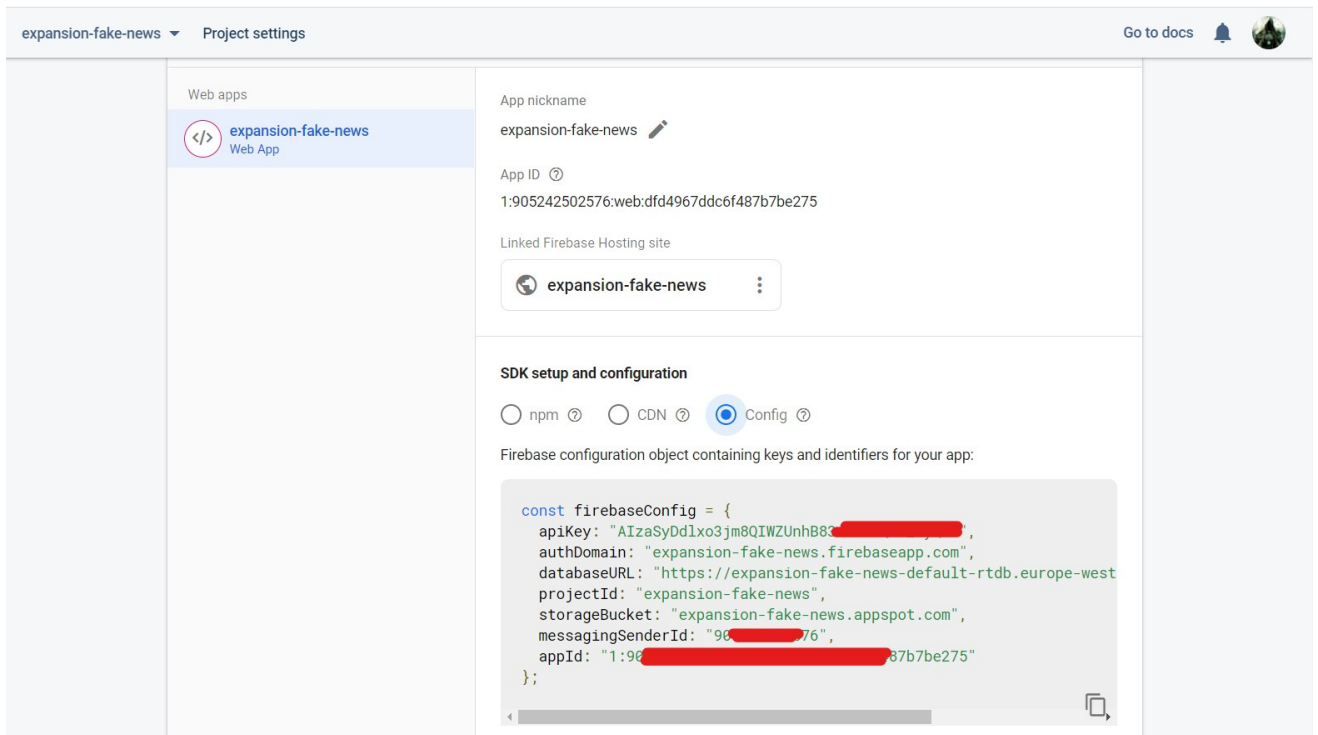 expansion-fake-news Project settings Go to docs
Web apps
expansion-fake-news
Web App
App nickname
expansion-fake-news
App ID
1:905242502576:web:dfd4967ddc6f487b7be275
Linked Firebase Hosting site
expansion-fake-news
SDK setup and configuration
npm CDN Config
Firebase configuration object containing keys and identifiers for your app:
const firebaseConfig = {
apiKey: "AIzaSyDdlxo3jm8QIWZUnhB83 ",
authDomain: "expansion-fake-news.firebaseapp.com",
databaseURL: "https://expansion-fake-news-default-rtdb.europe-west
projectId: "expansion-fake-news",
storageBucket: "expansion-fake-news.appspot.com",
messagingSenderId: "90 76",
appId: "1:90 87b7be275"
};